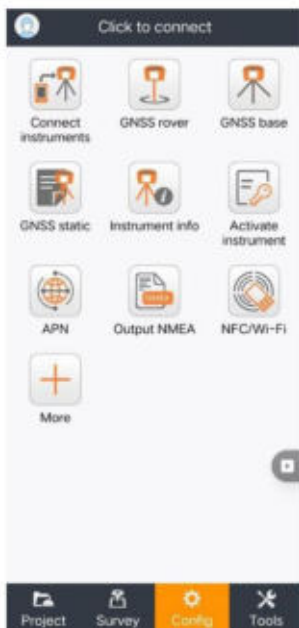 Click to connect
Connect
instruments
GNSS rover
GNSS base
GNSS static
Instrument info
Activate
instrument
APN
Output NMEA
NFC/Wi-Fi
More
Project
Survey
Config
Tools